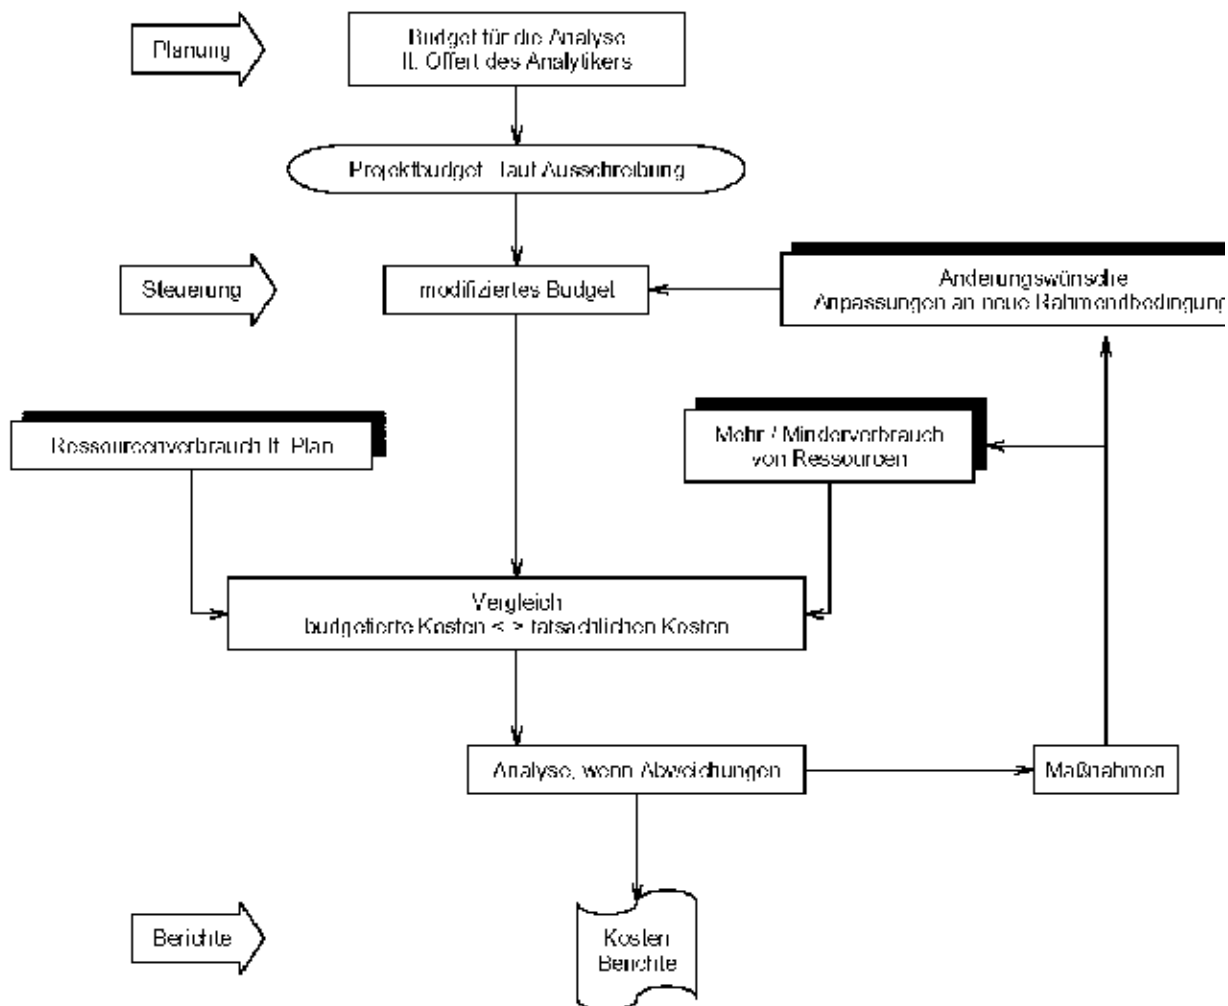 Planung
Budget für die Analyse
lt. Offert des Analytikers
Projektbudget laut Ausschreibung
Steuerung
modifiziertes Budget
Änderungswünsche
Anpassungen an neue Rahmendbedingung
Ressourcenverbrauch lt. Plan
Mehr / Minderverbrauch
von Ressourcen
Vergleich
budgetierte Kosten < > tatsächlichen Kosten
Analyse, wenn Abweichungen
Maßnahmen
Berichte
Kosten
Berichte